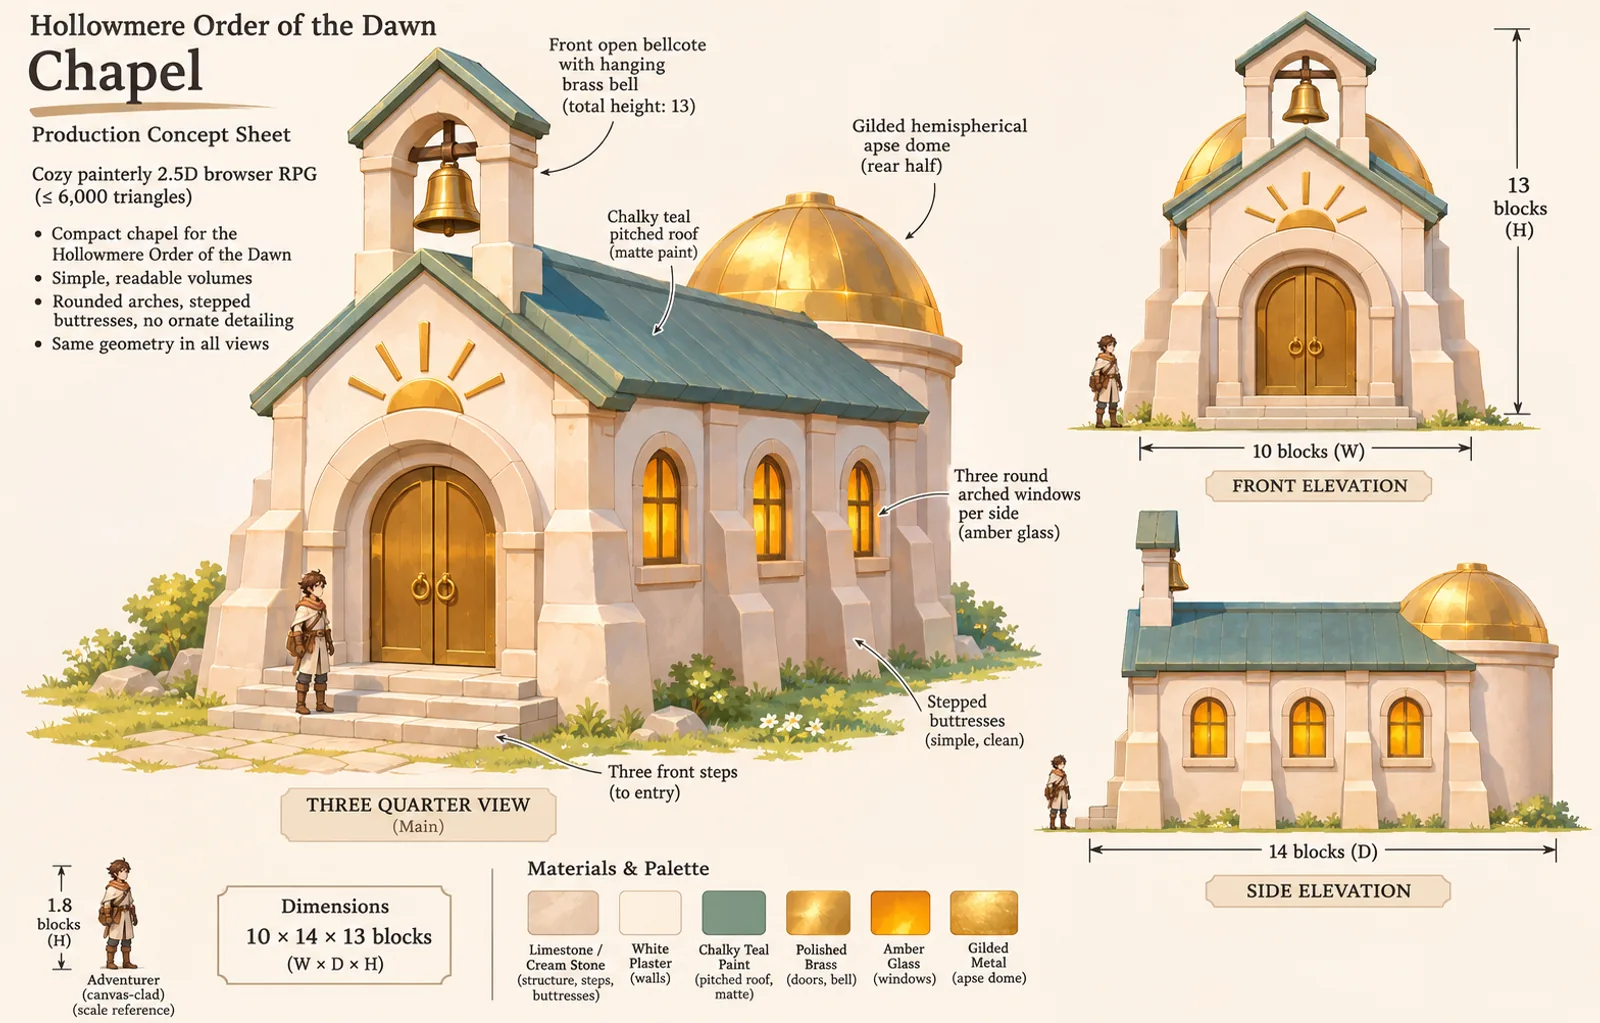 Hollowmere Order of the Dawn
Chapel
Production Concept Sheet
Cozy painterly 2.5D browser RPG
(≤ 6,000 triangles)
• Compact chapel for the
Hollowmere Order of the Dawn
• Simple, readable volumes
• Rounded arches, stepped
buttresses, no ornate detailing
• Same geometry in all views
Front open bellcote
with hanging
brass bell
(total height: 13)
Gilded hemispherical
apse dome
(rear half)
Chalky teal
pitched roof
(matte paint)
Three round
arched windows
per side
(amber glass)
Stepped
buttresses
(simple, clean)
Three front steps
(to entry)
THREE QUARTER VIEW
(Main)
13
blocks
(H)
10 blocks (W)
FRONT ELEVATION
14 blocks (D)
SIDE ELEVATION
1.8
blocks
(H)
Adventurer
(canvas-clad)
(scale reference)
Dimensions
10 × 14 × 13 blocks
(W × D × H)
Materials & Palette
Limestone /
Cream Stone
(structure, steps,
buttresses)
White
Plaster
(walls)
Chalky Teal
Paint
(pitched roof,
matte)
Polished
Brass
(doors, bell)
Amber
Glass
(windows)
Gilded
Metal
(apse dome)